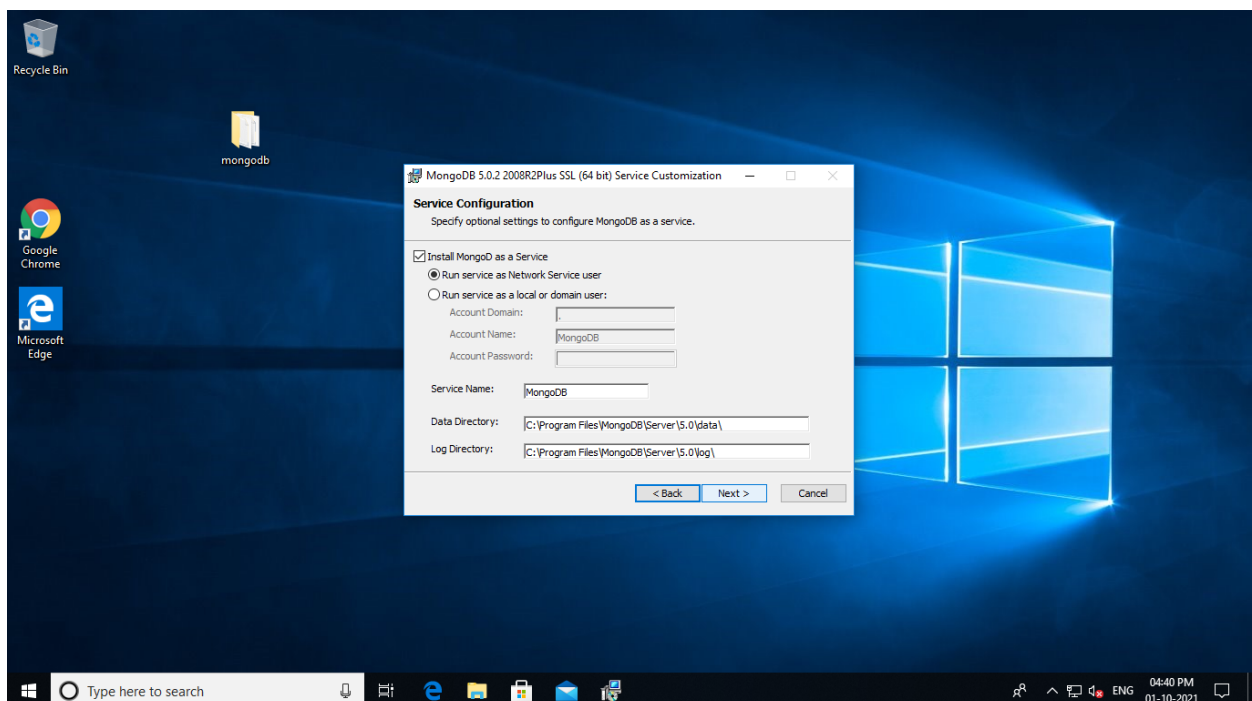 Recycle Bin
mongodb
Google
Chrome
Microsoft
Edge
MongoDB 5.0.2 2008R2Plus SSL (64 bit) Service Customization
Service Configuration
Specify optional settings to configure MongoDB as a service.
Install MongoD as a Service
Run service as Network Service user
Run service as a local or domain user:
Account Domain: .
Account Name: MongoDB
Account Password:
Service Name: MongoDB
Data Directory: C:\Program Files\MongoDB\Server\5.0\data\
Log Directory: C:\Program Files\MongoDB\Server\5.0\log\
< Back Next > Cancel
Type here to search
ENG
04:40 PM
01-10-2021